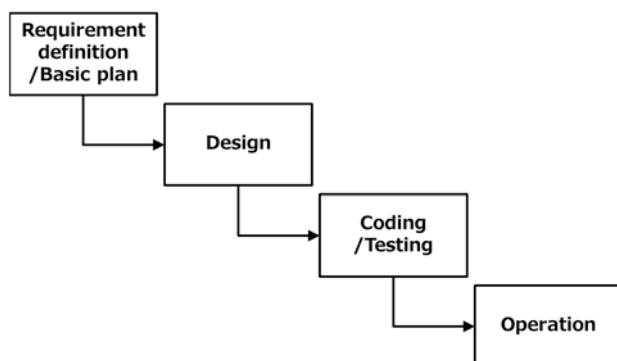 Requirement
definition
/Basic plan
Design
Coding
/Testing
Operation